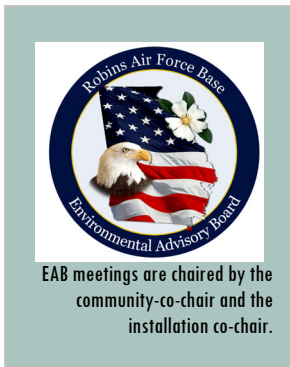 Robins Air Force Base
Environmental Advisory Board
EAB meetings are chaired by the
community-co-chair and the
installation co-chair.